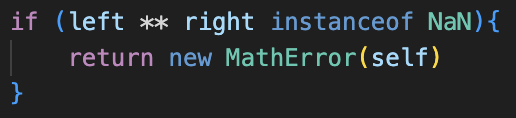 if (left ** right instanceof NaN){
    return new MathError(self)
}